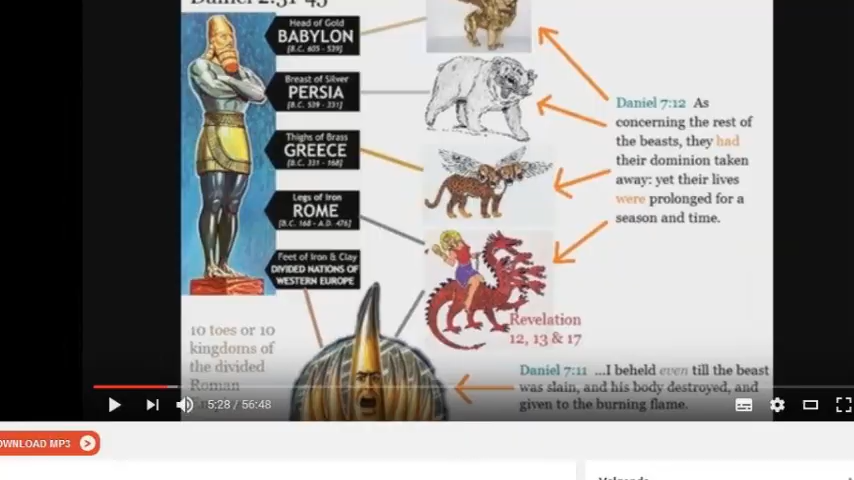 Daniel 2:31-45
Head of Gold
BABYLON
[B.C. 605 - 539]
Breast of Silver
PERSIA
[B.C. 539 - 331]
Thighs of Brass
GREECE
[B.C. 331 - 168]
Legs of Iron
ROME
[B.C. 168 - A.D. 476]
Feet of Iron & Clay
DIVIDED NATIONS OF
WESTERN EUROPE
10 toes or 10
kingdoms of
the divided
Roman
Daniel 7:12 As
concerning the rest of
the beasts, they had
their dominion taken
away: yet their lives
were prolonged for a
season and time.
Revelation
12, 13 & 17
Daniel 7:11 ...I beheld even till the beast
was slain, and his body destroyed, and
given to the burning flame.
5:28 / 56:48
OWNLOAD MP3